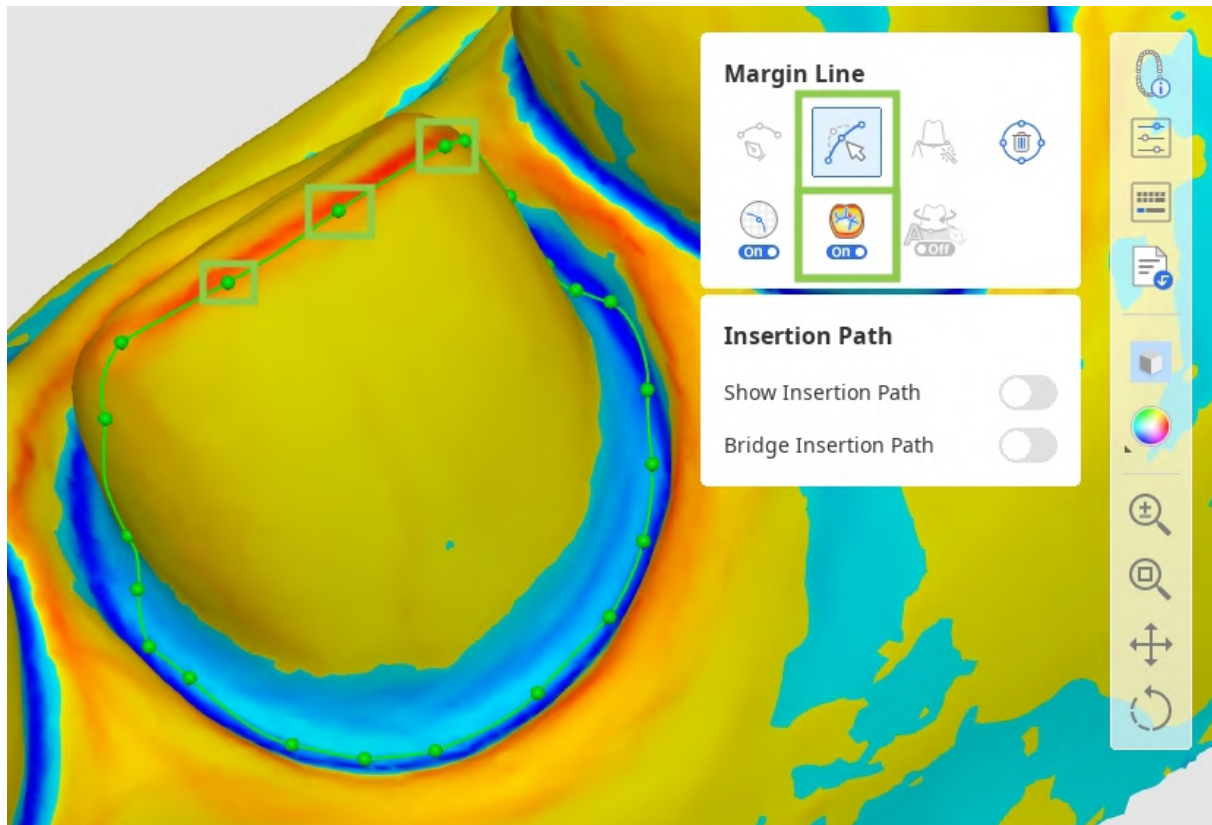 Margin Line
On
On
Off
Insertion Path
Show Insertion Path
Bridge Insertion Path